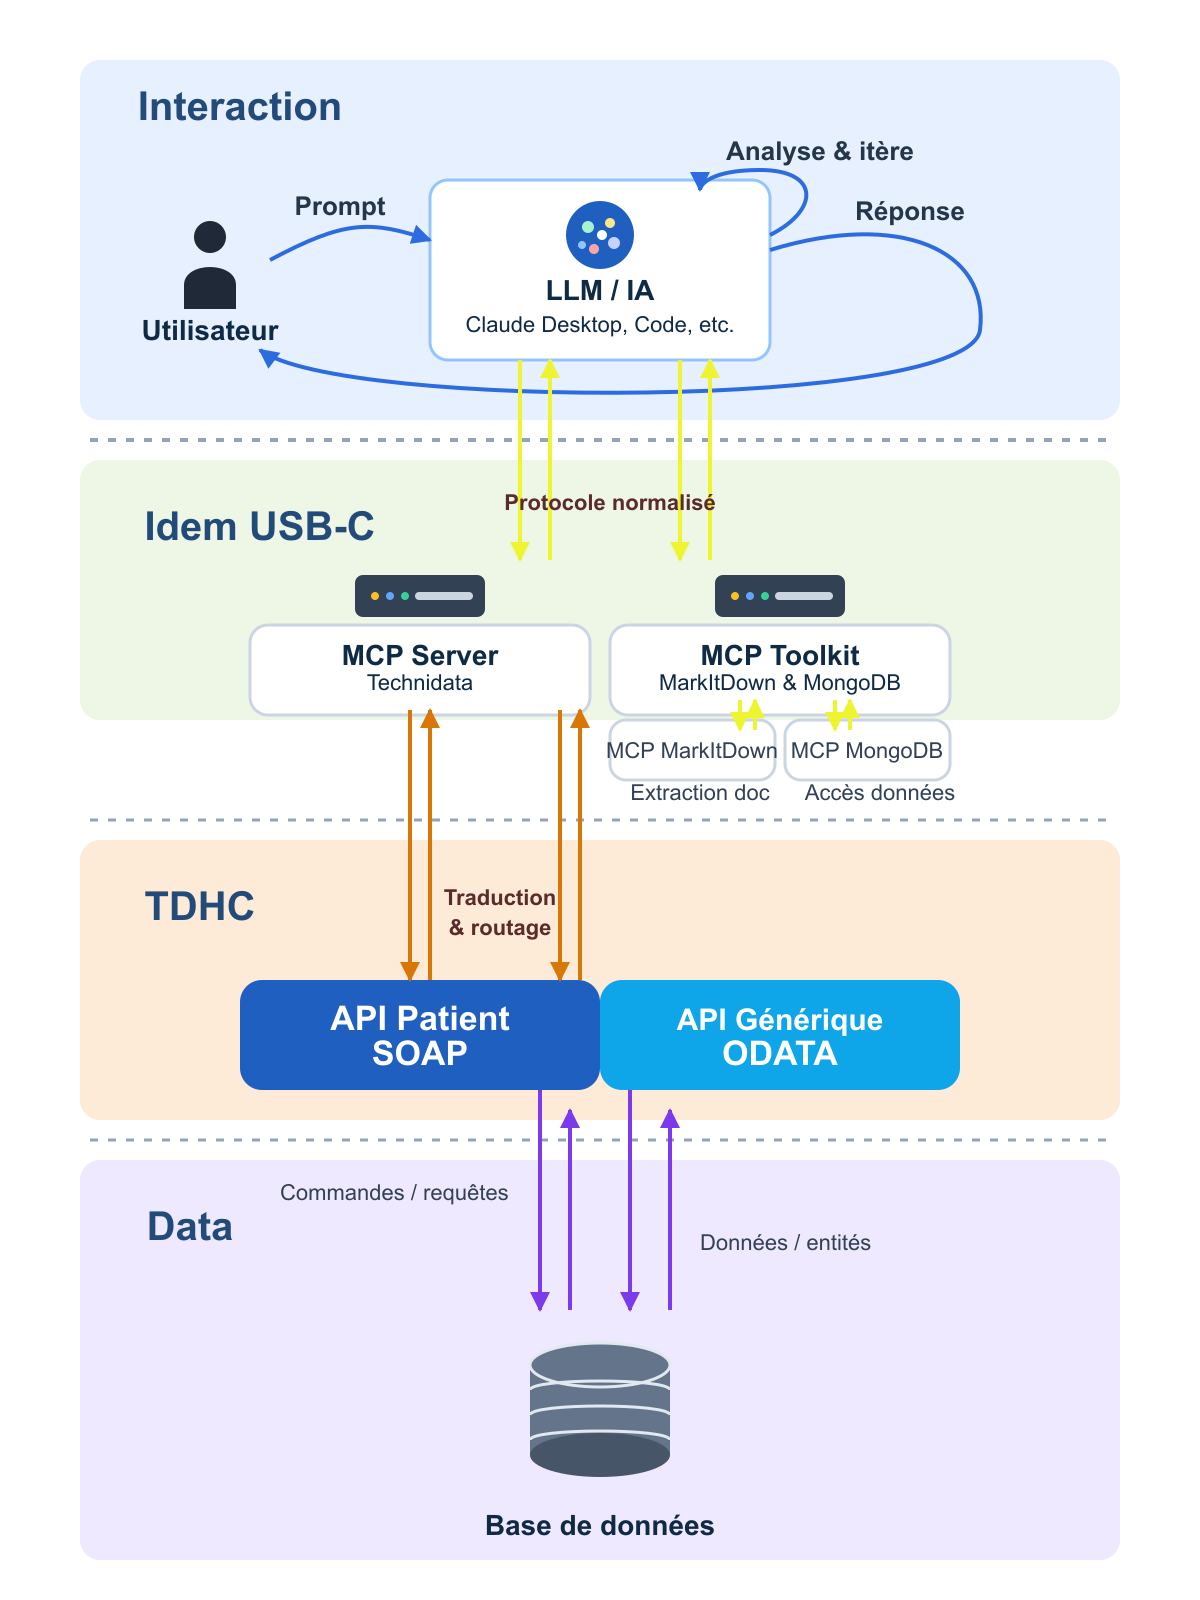 Interaction
Analyse & itère
Prompt
Réponse
LLM / IA
Claude Desktop, Code, etc.
Utilisateur
Protocole normalisé
Idem USB-C
MCP Server
Technidata
MCP Toolkit
MarkItDown & MongoDB
MCP MarkItDown
MCP MongoDB
Extraction doc
Accès données
TDHC
Traduction
& routage
API Patient
SOAP
API Générique
ODATA
Commandes / requêtes
Data
Données / entités
Base de données